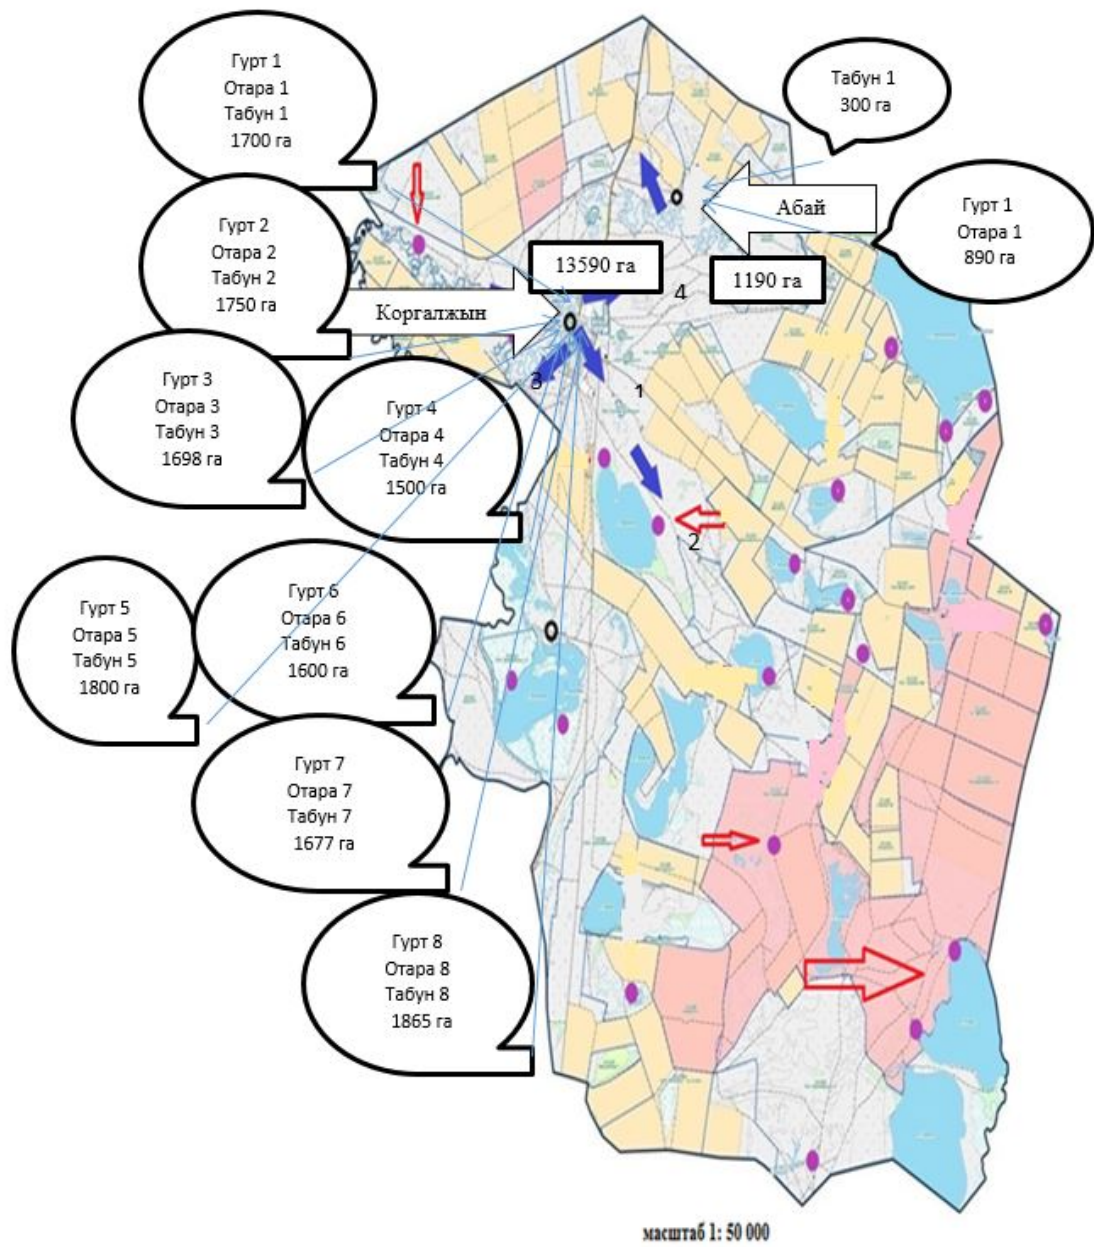 Гурт 1
Отара 1
Табун 1
1700 га
Табун 1
300 га
Гурт 2
Отара 2
Табун 2
1750 га
Абай
Гурт 1
Отара 1
890 га
13590 га
1190 га
4
Коргалжын
Гурт 3
Отара 3
Табун 3
1698 га
3
1
Гурт 4
Отара 4
Табун 4
1500 га
2
Гурт 5
Отара 5
Табун 5
1800 га
Гурт 6
Отара 6
Табун 6
1600 га
Гурт 7
Отара 7
Табун 7
1677 га
Гурт 8
Отара 8
Табун 8
1865 га
масштаб 1: 50 000